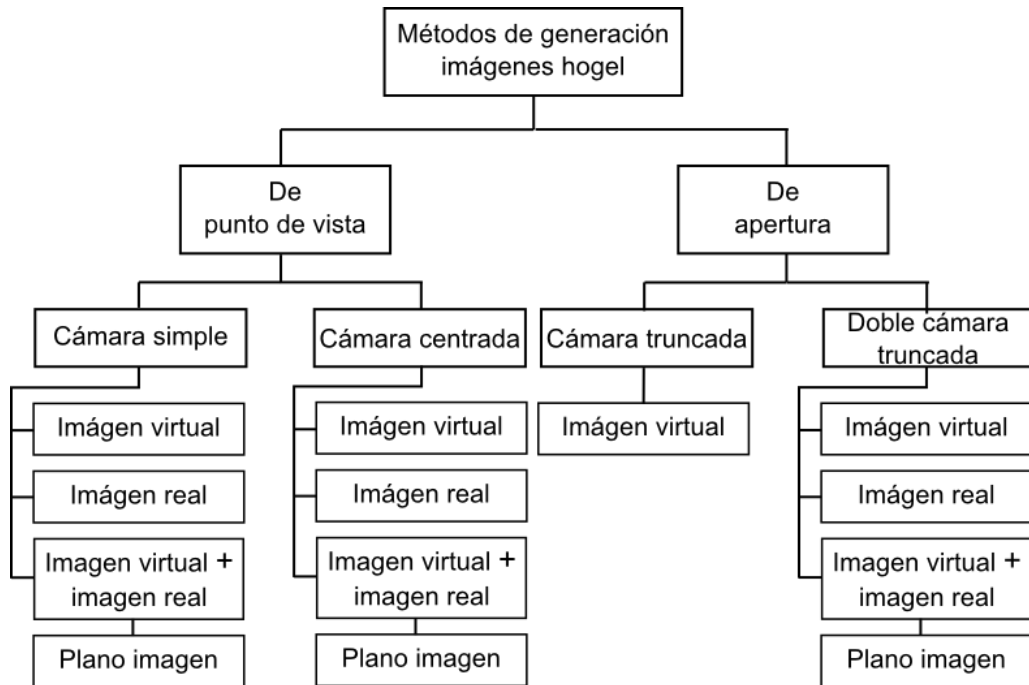 Métodos de generación
imágenes hogel
De
punto de vista
De
apertura
Cámara simple
Cámara centrada
Cámara truncada
Doble cámara
truncada
Imágen virtual
Imágen virtual
Imágen virtual
Imágen virtual
Imágen real
Imágen real
Imágen real
Imagen virtual +
imagen real
Imagen virtual +
imagen real
Imagen virtual +
imagen real
Plano imagen
Plano imagen
Plano imagen